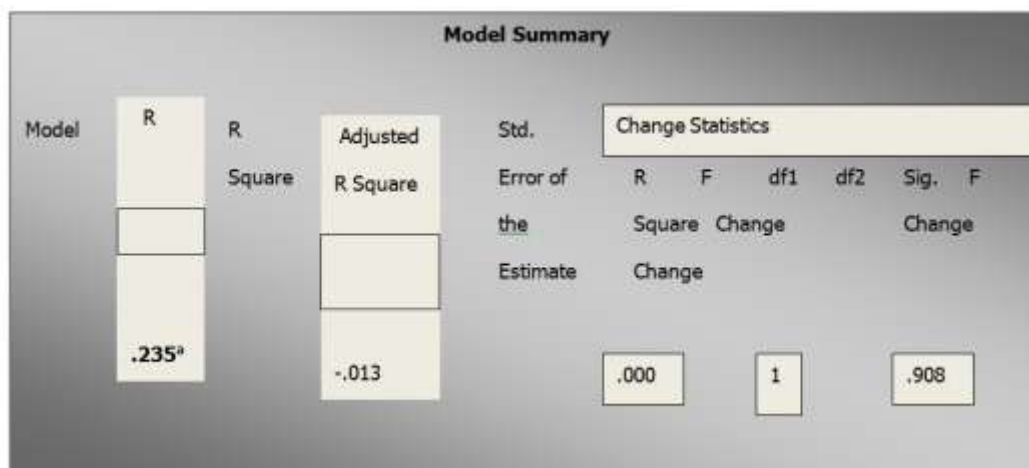 Model Summary
Model R R Adjusted Std. Change Statistics
Square R Square Error of R F df1 df2 Sig. F
the Square Change Change
Estimate Change
.235ᵃ -.013 .000 1 .908